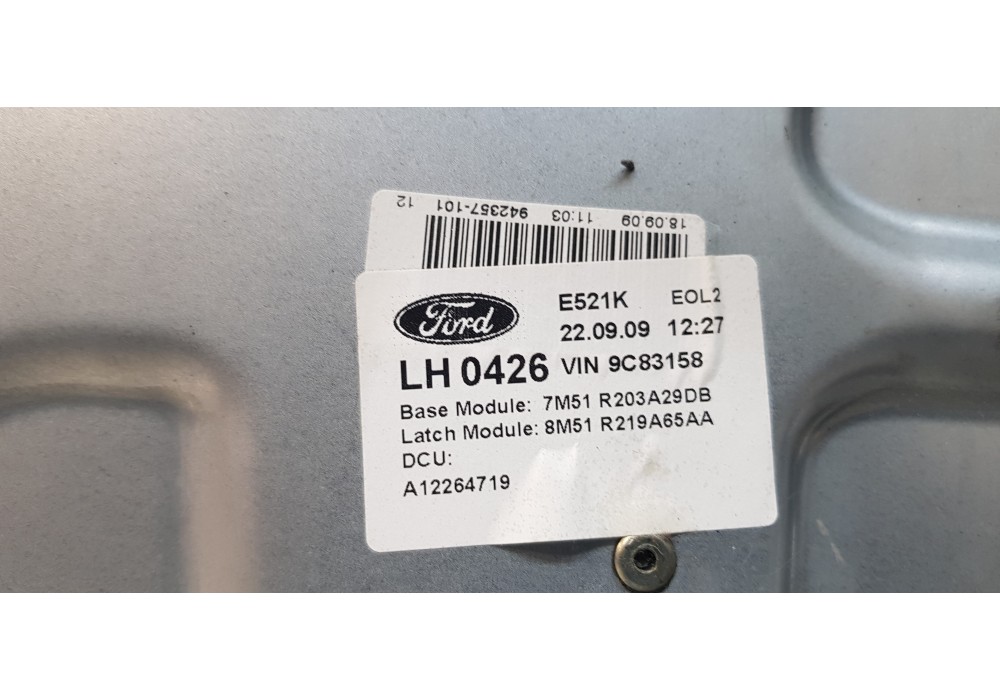 18.09.09 11:03 942357-101 12
Ford
E521K EOL2
22.09.09 12:27
LH 0426 VIN 9C83158
Base Module: 7M51 R203A29DB
Latch Module: 8M51 R219A65AA
DCU:
A12264719